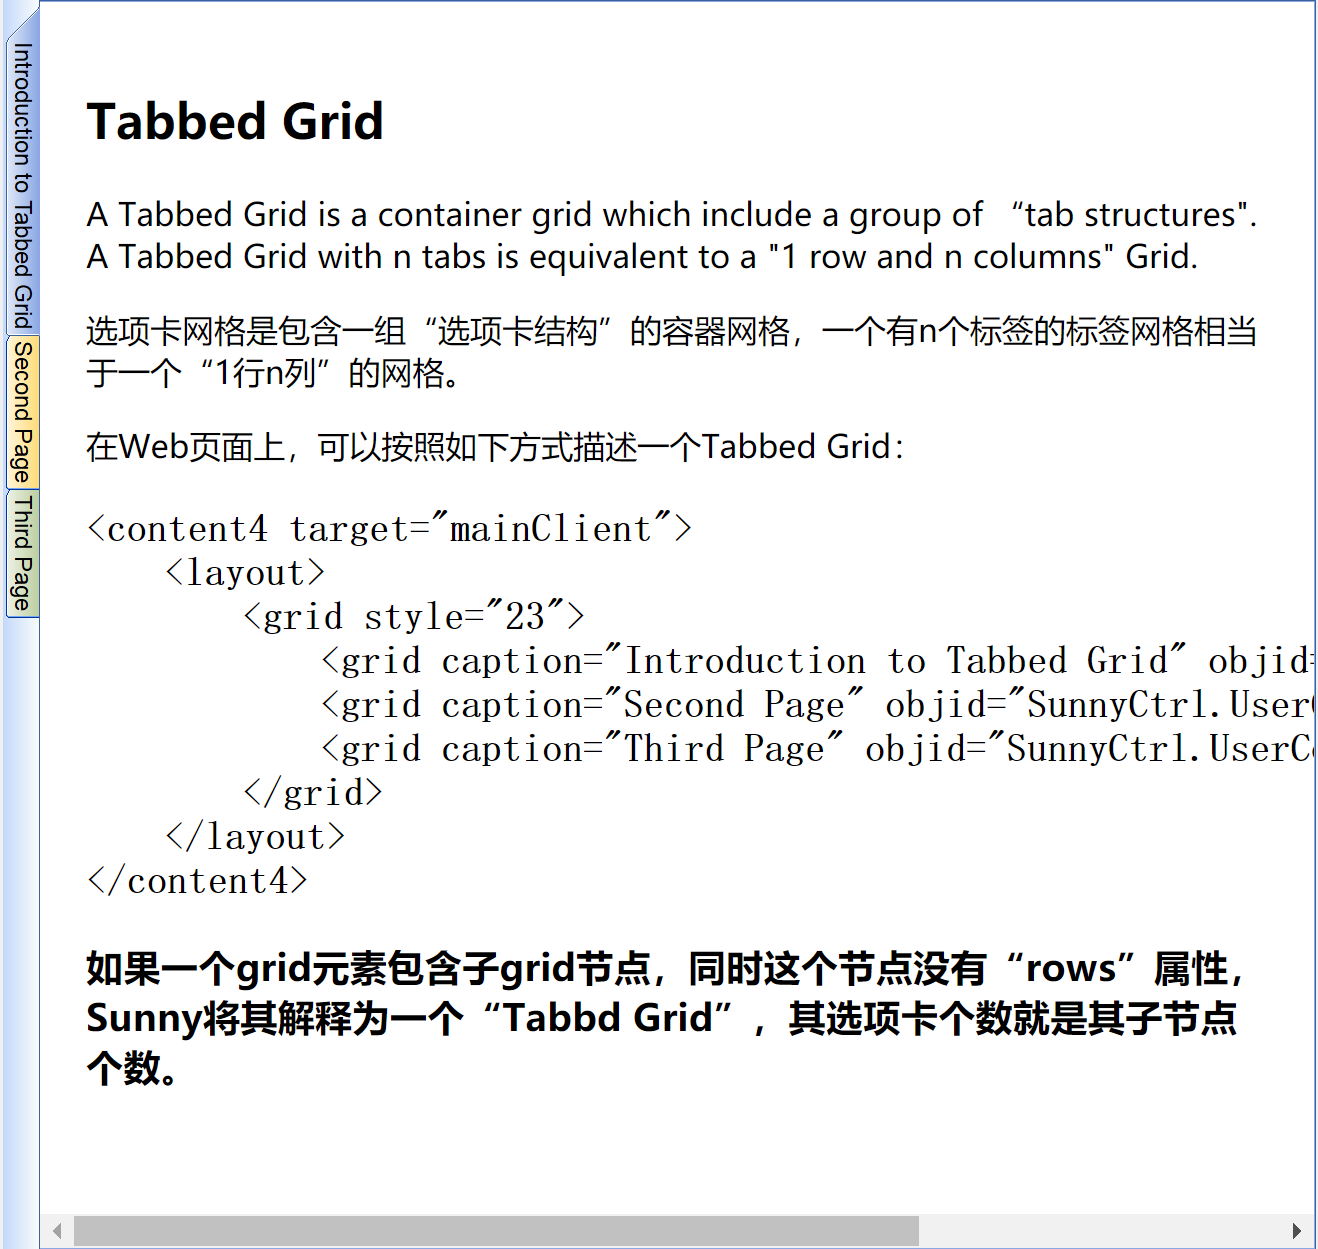 Introduction to Tabbed Grid
Second Page
Third Page
Tabbed Grid
A Tabbed Grid is a container grid which include a group of “tab structures".
A Tabbed Grid with n tabs is equivalent to a "1 row and n columns" Grid.
选项卡网格是包含一组“选项卡结构”的容器网格，一个有n个标签的标签网格相当
于一个“1行n列”的网格。
在Web页面上，可以按照如下方式描述一个Tabbed Grid：
<content4 target="mainClient">
<layout>
<grid style="23">
<grid caption="Introduction to Tabbed Grid" objid=
<grid caption="Second Page" objid="SunnyCtrl.User
<grid caption="Third Page" objid="SunnyCtrl.UserC
</grid>
</layout>
</content4>
如果一个grid元素包含子grid节点，同时这个节点没有“rows”属性，
Sunny将其解释为一个“Tabbd Grid”，其选项卡个数就是其子节点
个数。